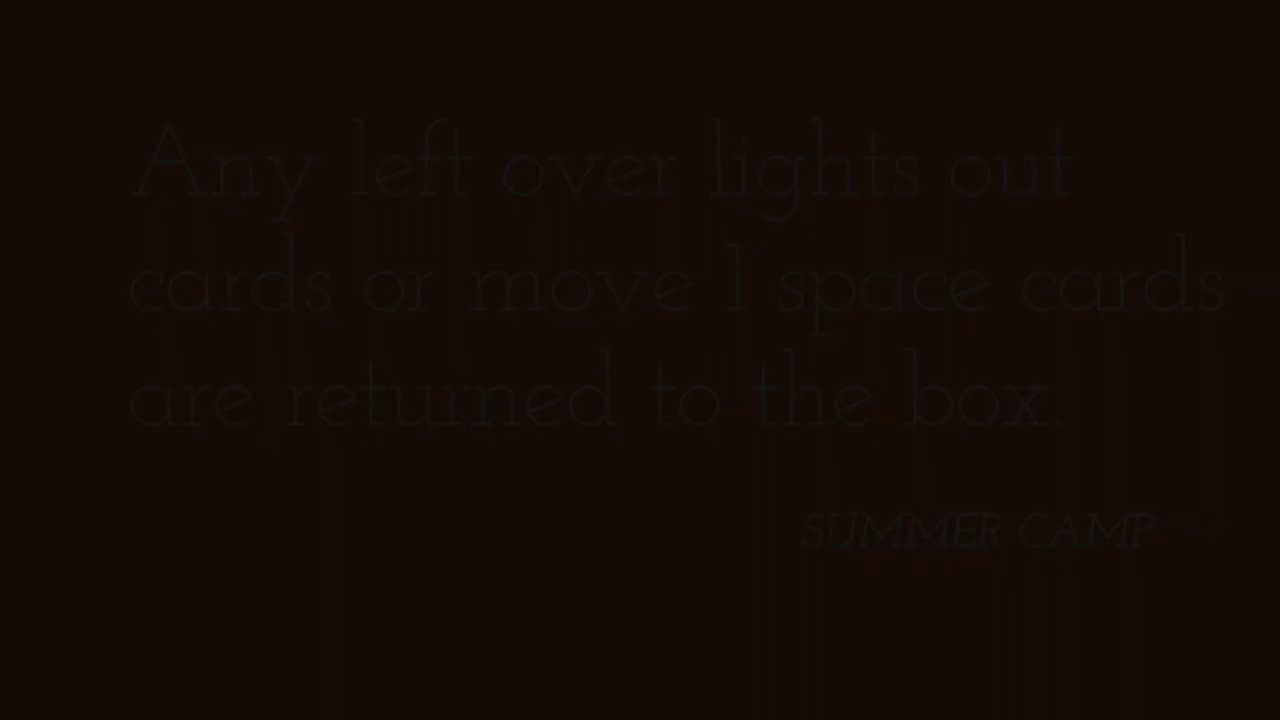 Any left over lights out
cards or move 1 space cards
are returned to the box.
SUMMER CAMP